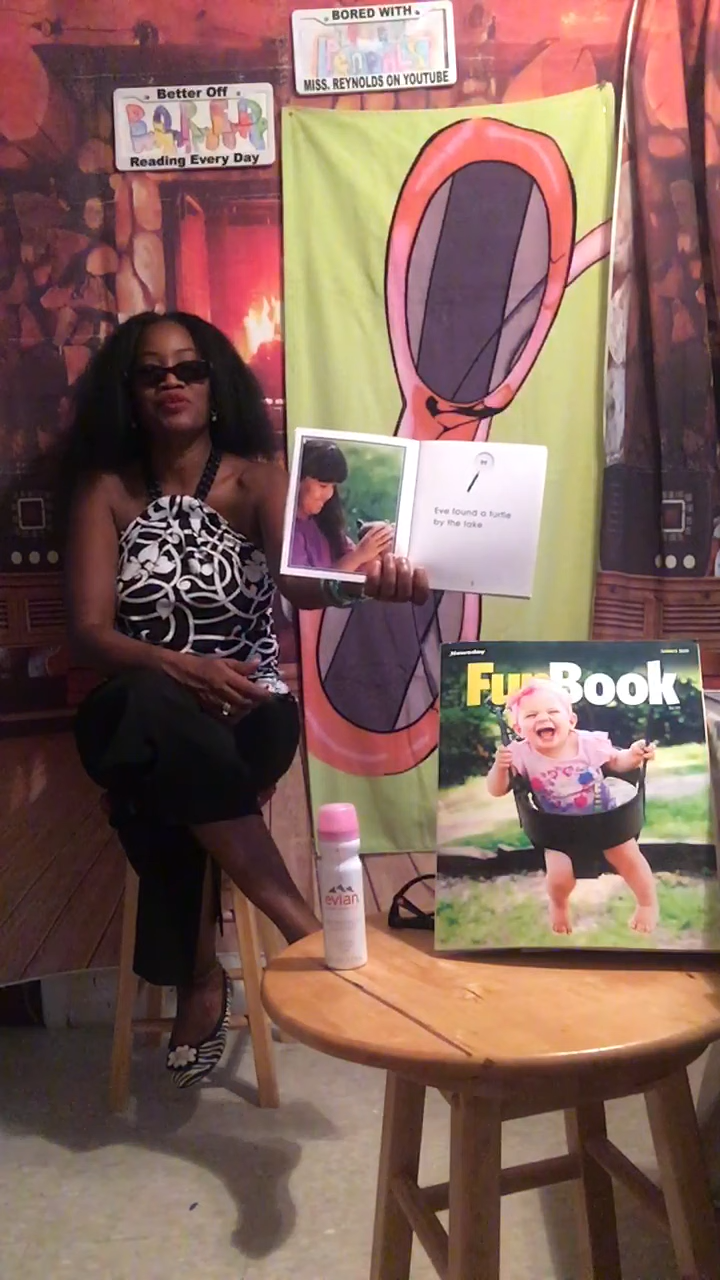 BORED WITH
MISS. REYNOLDS ON YOUTUBE
Better Off
BORED
Reading Every Day
Eve found a turtle
by the lake
Newsday
FunBook
evian